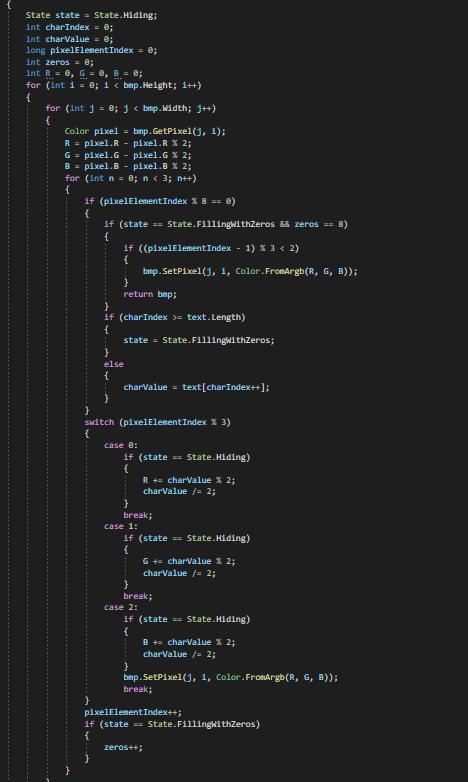 {
State state = State.Hiding;
int charIndex = 0;
int charValue = 0;
long pixelElementIndex = 0;
int zeros = 0;
int R = 0, G = 0, B = 0;
for (int i = 0; i < bmp.Height; i++)
{
for (int j = 0; j < bmp.Width; j++)
{
Color pixel = bmp.GetPixel(j, i);
R = pixel.R - pixel.R % 2;
G = pixel.G - pixel.G % 2;
B = pixel.B - pixel.B % 2;
for (int n = 0; n < 3; n++)
{
if (pixelElementIndex % 8 == 0)
{
if (state == State.FillingWithZeros && zeros == 8)
{
if ((pixelElementIndex - 1) % 3 < 2)
{
bmp.SetPixel(j, i, Color.FromArgb(R, G, B));
}
return bmp;
}
if (charIndex >= text.Length)
{
state = State.FillingWithZeros;
}
else
{
charValue = text[charIndex++];
}
}
switch (pixelElementIndex % 3)
{
case 0:
if (state == State.Hiding)
{
R += charValue % 2;
charValue /= 2;
}
break;
case 1:
if (state == State.Hiding)
{
G += charValue % 2;
charValue /= 2;
}
break;
case 2:
if (state == State.Hiding)
{
B += charValue % 2;
charValue /= 2;
}
bmp.SetPixel(j, i, Color.FromArgb(R, G, B));
break;
}
pixelElementIndex++;
if (state == State.FillingWithZeros)
{
zeros++;
}
}